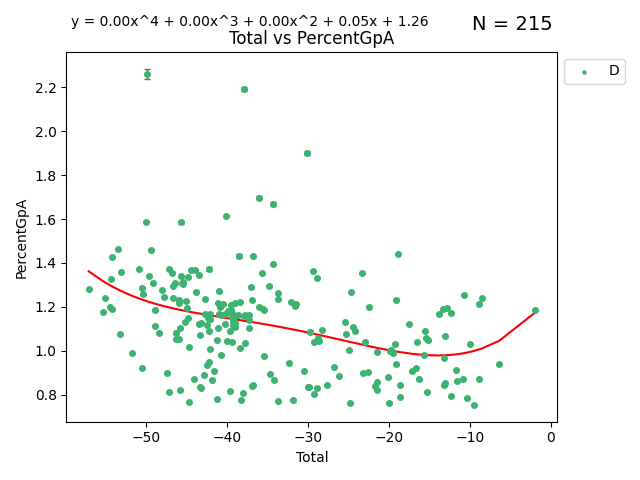 y = 0.00x^4 + 0.00x^3 + 0.00x^2 + 0.05x + 1.26
N = 215
Total vs PercentGpA
D
PercentGpA
2.2
2.0
1.8
1.6
1.4
1.2
1.0
0.8
−50 −40 −30 −20 −10 0
Total